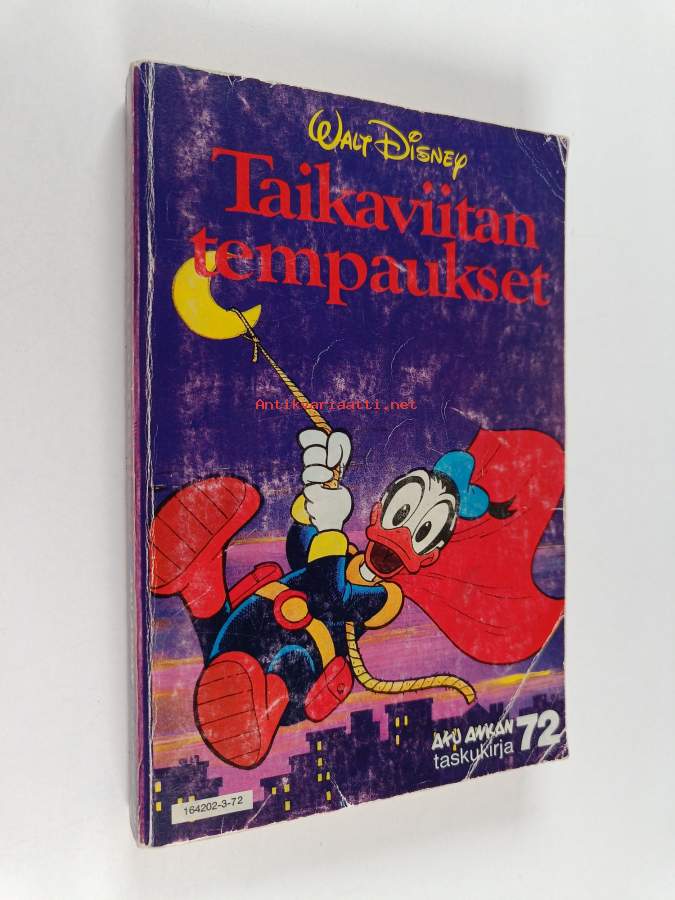 WALT DISNEY
Taikaviitan
tempaukset
Antikvariaatti.net
AKU ANKAN
taskukirja 72
164202-3-72